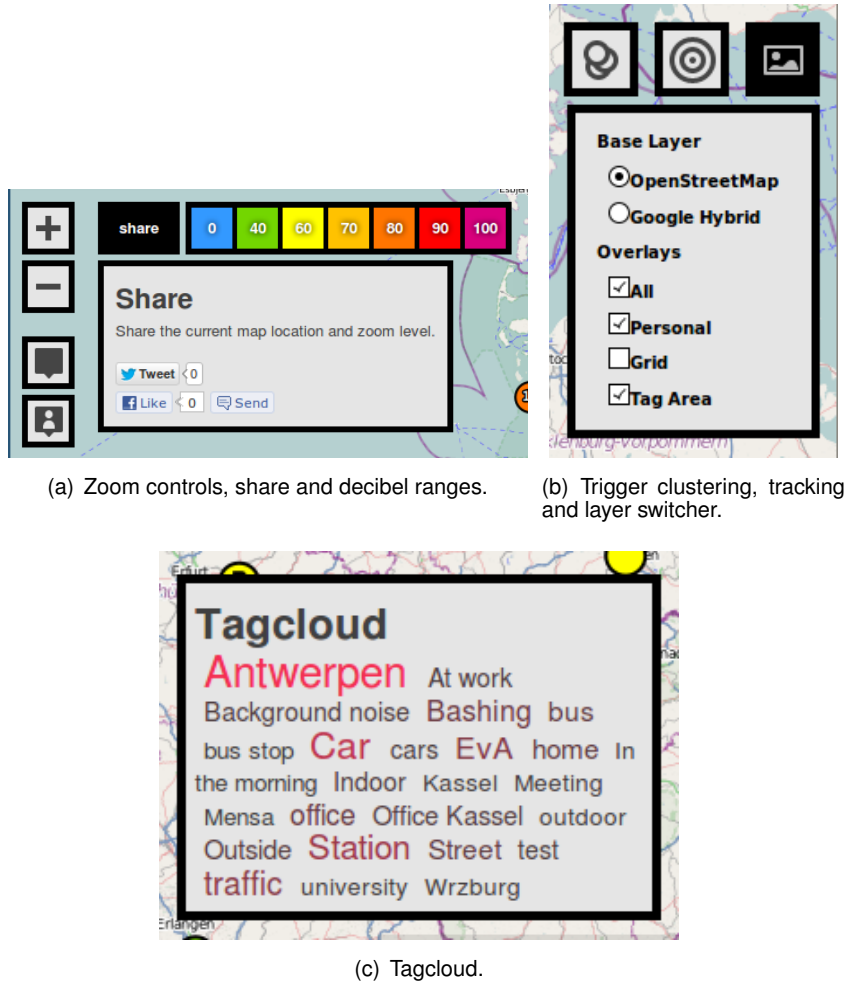 share 0 40 60 70 80 90 100
Share
Share the current map location and zoom level.
Tweet 0
Like 0 Send
(a) Zoom controls, share and decibel ranges.
Base Layer
OpenStreetMap
Google Hybrid
Overlays
All
Personal
Grid
Tag Area
(b) Trigger clustering, tracking
and layer switcher.
Erfurt
Tagcloud
Antwerpen At work
Background noise Bashing bus
bus stop Car cars EvA home In
the morning Indoor Kassel Meeting
Mensa office Office Kassel outdoor
Outside Station Street test
traffic university Wrzburg
Erlangen
(c) Tagcloud.